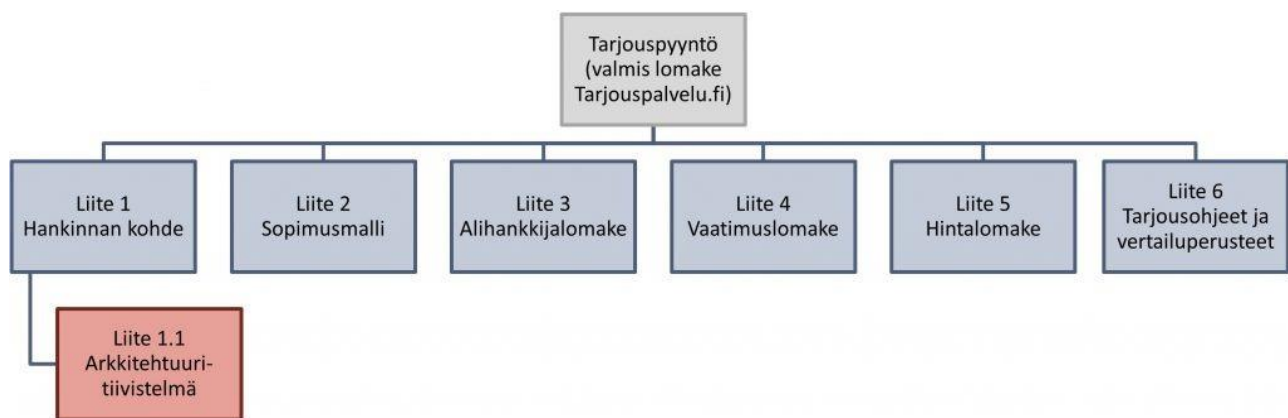 Tarjouspyyntö
(valmis lomake
Tarjouspalvelu.fi)
Liite 1
Hankinnan kohde
Liite 2
Sopimusmalli
Liite 3
Alihankkijalomake
Liite 4
Vaatimuslomake
Liite 5
Hintalomake
Liite 6
Tarjousohjeet ja
vertailuperusteet
Liite 1.1
Arkkitehtuuri-
tiivistelmä